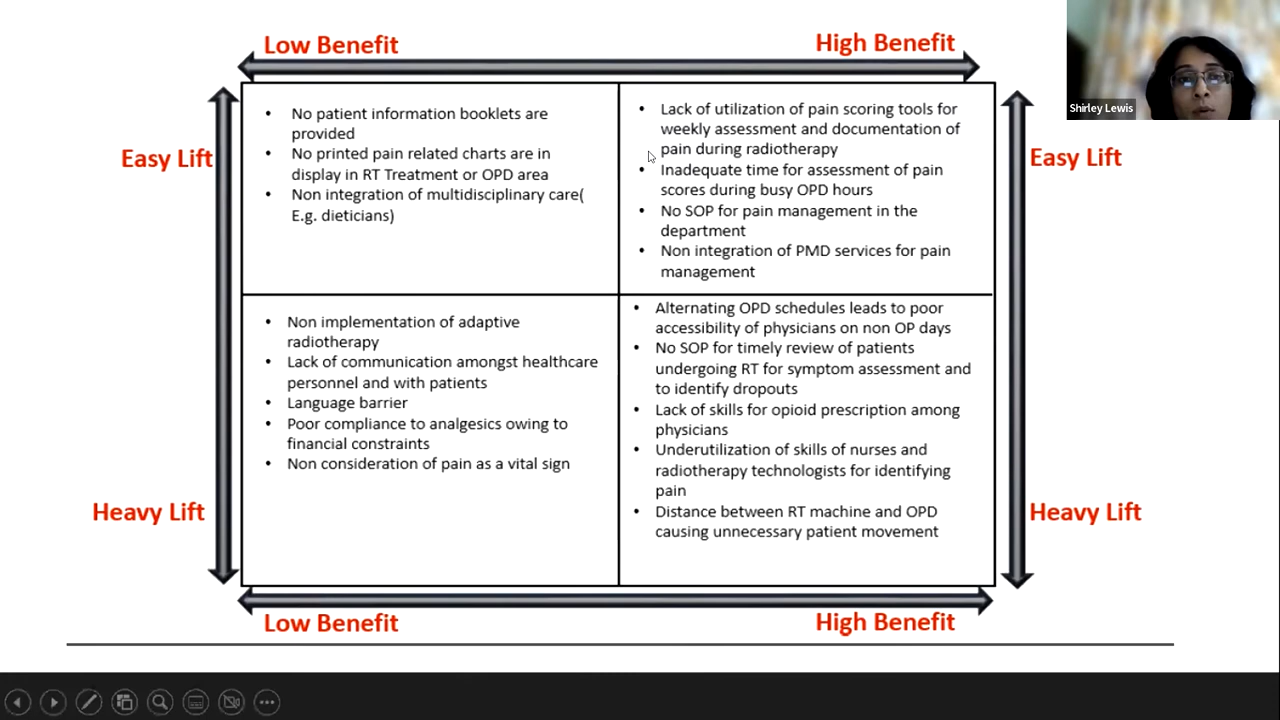 Low Benefit
High Benefit
Shirley Lewis
Easy Lift
Easy Lift
• No patient information booklets are
provided
• No printed pain related charts are in
display in RT Treatment or OPD area
• Non integration of multidisciplinary care(
E.g. dieticians)
• Lack of utilization of pain scoring tools for
weekly assessment and documentation of
pain during radiotherapy
• Inadequate time for assessment of pain
scores during busy OPD hours
• No SOP for pain management in the
department
• Non integration of PMD services for pain
management
• Non implementation of adaptive
radiotherapy
• Lack of communication amongst healthcare
personnel and with patients
• Language barrier
• Poor compliance to analgesics owing to
financial constraints
• Non consideration of pain as a vital sign
• Alternating OPD schedules leads to poor
accessibility of physicians on non OP days
• No SOP for timely review of patients
undergoing RT for symptom assessment and
to identify dropouts
• Lack of skills for opioid prescription among
physicians
• Underutilization of skills of nurses and
radiotherapy technologists for identifying
pain
• Distance between RT machine and OPD
causing unnecessary patient movement
Heavy Lift
Heavy Lift
Low Benefit
High Benefit